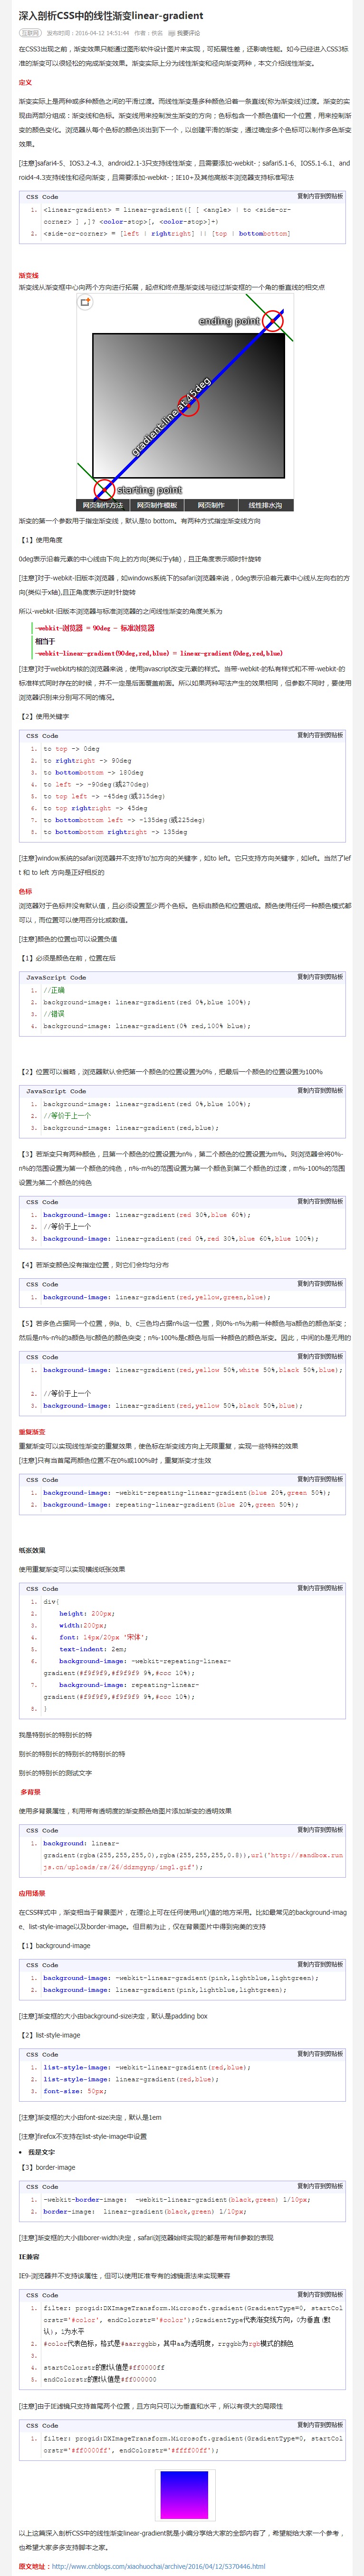 深入剖析CSS中的线性渐变linear-gradient
互联网 发布时间：2016-04-12 14:51:44 作者：佚名 我要评论
在CSS3出现之前，渐变效果只能通过图形软件设计图片来实现，可拓展性差，还影响性能。如今已经进入CSS3标
准的渐变可以很轻松的完成渐变效果。渐变实际上分为线性渐变和径向渐变两种，本文介绍线性渐变。
定义
渐变实际上是两种或多种颜色之间的平滑过渡。而线性渐变是多种颜色沿着一条直线(称为渐变线)过渡。渐变的实
现由两部分组成：渐变线和色标。渐变线用来控制发生渐变的方向；色标包含一个颜色值和一个位置，用来控制渐
变的颜色变化。浏览器从每个色标的颜色淡出到下一个，以创建平滑的渐变，通过确定多个色标可以制作多色渐变
效果。
[注意]safari4-5、IOS3.2-4.3、android2.1-3只支持线性渐变，且需要添加-webkit-；safari5.1-6、IOS5.1-6.1、and
roid4-4.3支持线性和径向渐变，且需要添加-webkit-；IE10+及其他高版本浏览器支持标准写法
CSS Code 复制内容到剪贴板
1. <linear-gradient> = linear-gradient([ [ <angle> | to <side-or-
corner> ] ,]? <color-stop>[, <color-stop>]+)
2. <side-or-corner> = [left | rightright] || [top | bottombottom]
渐变线
渐变线从渐变框中心向两个方向进行拓展，起点和终点是渐变线与经过渐变框的一个角的垂直线的相交点
ending point
gradient-line at 45deg
starting point
网页制作方法 网页制作模板 网页制作 线性排水沟
渐变的第一个参数用于指定渐变线，默认是to bottom。有两种方式指定渐变线方向
【1】使用角度
0deg表示沿着元素的中心线由下向上的方向(类似于y轴)，且正角度表示顺时针旋转
[注意]对于-webkit-旧版本浏览器，如windows系统下的safari浏览器来说，0deg表示沿着元素中心线从左向右的方
向(类似于x轴),且正角度表示逆时针旋转
所以-webkit-旧版本浏览器与标准浏览器的之间线性渐变的角度关系为
-webkit-浏览器 = 90deg - 标准浏览器
相当于
-webkit-linear-gradient(90deg,red,blue) = linear-gradient(0deg,red,blue)
[注意]对于webkit内核的浏览器来说，使用javascript改变元素的样式。当带-webkit-的私有样式和不带-webkit-的
标准样式同时存在的时候，并不一定是后面覆盖前面。所以如果两种写法产生的效果相同，但参数不同时，要使用
浏览器识别来分别写不同的情况。
【2】使用关键字
CSS Code 复制内容到剪贴板
1. to top -> 0deg
2. to rightright -> 90deg
3. to bottombottom -> 180deg
4. to left -> -90deg(或270deg)
5. to top left -> -45deg(或315deg)
6. to top rightright -> 45deg
7. to bottombottom left -> -135deg(或225deg)
8. to bottombottom rightright -> 135deg
[注意]window系统的safari浏览器并不支持'to'加方向的关键字，如to left。它只支持方向关键字，如left。当然了lef
t 和 to left 方向是正好相反的
色标
浏览器对于色标并没有默认值，且必须设置至少两个色标。色标由颜色和位置组成。颜色使用任何一种颜色模式都
可以，而位置可以使用百分比或数值。
[注意]颜色的位置也可以设置负值
【1】必须是颜色在前，位置在后
JavaScript Code 复制内容到剪贴板
1. //正确
2. background-image: linear-gradient(red 0%,blue 100%);
3. //错误
4. background-image: linear-gradient(0% red,100% blue);
【2】位置可以省略，浏览器默认会把第一个颜色的位置设置为0%，把最后一个颜色的位置设置为100%
JavaScript Code 复制内容到剪贴板
1. background-image: linear-gradient(red 0%,blue 100%);
2. //等价于上一个
3. background-image: linear-gradient(red,blue);
【3】若渐变只有两种颜色，且第一个颜色的位置设置为n%，第二个颜色的位置设置为m%。则浏览器会将0%-
n%的范围设置为第一个颜色的纯色，n%-m%的范围设置为第一个颜色到第二个颜色的过渡，m%-100%的范围
设置为第二个颜色的纯色
CSS Code 复制内容到剪贴板
1. background-image: linear-gradient(red 30%,blue 60%);
2. //等价于上一个
3. background-image: linear-gradient(red 0%,red 30%,blue 60%,blue 100%);
【4】若渐变颜色没有指定位置，则它们会均匀分布
CSS Code 复制内容到剪贴板
1. background-image: linear-gradient(red,yellow,green,blue);
【5】若多色占据同一个位置，例a、b、c三色均占据n%这一位置，则0%-n%为前一种颜色与a颜色的颜色渐变；
然后是n%-n%的a颜色与c颜色的颜色突变；n%-100%是c颜色与后一种颜色的颜色渐变。因此，中间的b是无用的
CSS Code 复制内容到剪贴板
1. background-image: linear-gradient(red,yellow 50%,white 50%,black 50%,blue);
2. //等价于上一个
3. background-image: linear-gradient(red,yellow 50%,black 50%,blue);
重复渐变
重复渐变可以实现线性渐变的重复效果，使色标在渐变线方向上无限重复，实现一些特殊的效果
[注意]只有当首尾两颜色位置不在0%或100%时，重复渐变才生效
CSS Code 复制内容到剪贴板
1. background-image: -webkit-repeating-linear-gradient(blue 20%,green 50%);
2. background-image: repeating-linear-gradient(blue 20%,green 50%);
纸张效果
使用重复渐变可以实现横线纸张效果
CSS Code 复制内容到剪贴板
1. div{
2. height: 200px;
3. width:200px;
4. font: 14px/20px '宋体';
5. text-indent: 2em;
6. background-image: -webkit-repeating-linear-
gradient(#f9f9f9,#f9f9f9 9%,#ccc 10%);
7. background-image: repeating-linear-
gradient(#f9f9f9,#f9f9f9 9%,#ccc 10%);
8. }
我是特别长的特别长的特
别长的特别长的特别长的特别长的特
别长的特别长的测试文字
多背景
使用多背景属性，利用带有透明度的渐变颜色给图片添加渐变的透明效果
CSS Code 复制内容到剪贴板
1. background: linear-
gradient(rgba(255,255,255,0),rgba(255,255,255,0.8)),url('http://sandbox.run
js.cn/uploads/rs/26/ddzmgynp/img1.gif');
应用场景
在CSS样式中，渐变相当于背景图片，在理论上可在任何使用url()值的地方采用。比如最常见的background-imag
e、list-style-image以及border-image。但目前为止，仅在背景图片中得到完美的支持
【1】background-image
CSS Code 复制内容到剪贴板
1. background-image: -webkit-linear-gradient(pink,lightblue,lightgreen);
2. background-image: linear-gradient(pink,lightblue,lightgreen);
[注意]渐变框的大小由background-size决定，默认是padding box
【2】list-style-image
CSS Code 复制内容到剪贴板
1. list-style-image: -webkit-linear-gradient(red,blue);
2. list-style-image: linear-gradient(red,blue);
3. font-size: 50px;
[注意]渐变框的大小由font-size决定，默认是1em
[注意]firefox不支持在list-style-image中设置
• 我是文字
【3】border-image
CSS Code 复制内容到剪贴板
1. -webkit-border-image: -webkit-linear-gradient(black,green) 1/10px;
2. border-image: linear-gradient(black,green) 1/10px;
[注意]渐变框的大小由borer-width决定，safari浏览器始终实现的都是带有fill参数的表现
IE兼容
IE9-浏览器并不支持该属性，但可以使用IE准专有的滤镜语法来实现兼容
CSS Code 复制内容到剪贴板
1. filter: progid:DXImageTransform.Microsoft.gradient(GradientType=0, startCol
orstr='#color', endColorstr='#color');GradientType代表渐变线方向，0为垂直(默
认)，1为水平
2. #color代表色标，格式是#aarrggbb，其中aa为透明度，rrggbb为rgb模式的颜色
3.
4. startColorstr的默认值是#ff0000ff
5. endColorstr的默认值是#ff000000
[注意]由于IE滤镜只支持首尾两个位置，且方向只可以为垂直和水平，所以有很大的局限性
CSS Code 复制内容到剪贴板
1. filter: progid:DXImageTransform.Microsoft.gradient(GradientType=0, startCol
orstr='#ff0000ff', endColorstr='#ffff00ff');
以上这篇深入剖析CSS中的线性渐变linear-gradient就是小编分享给大家的全部内容了，希望能给大家一个参考，
也希望大家多多支持脚本之家。
原文地址：http://www.cnblogs.com/xiaohuochai/archive/2016/04/12/5370446.html